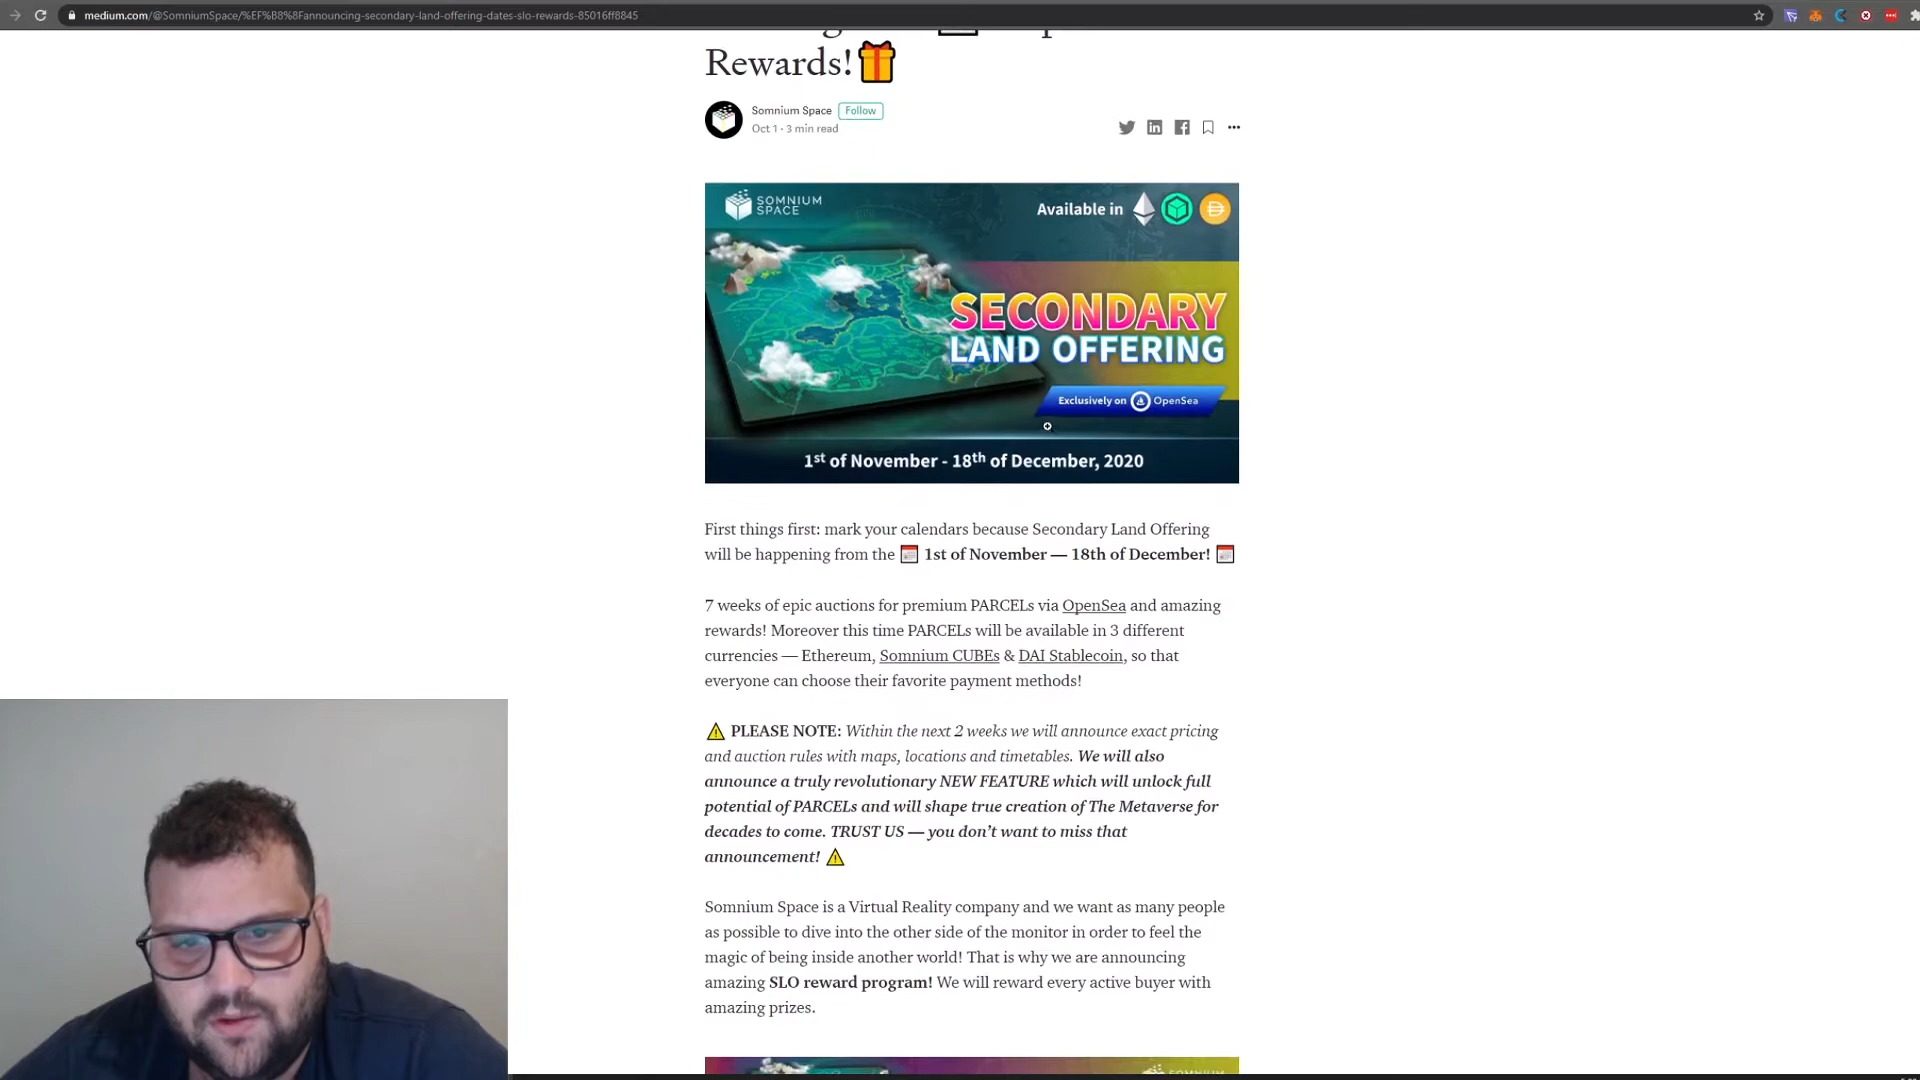 medium.com/@SomniumSpace/%EF%B8%8Fannouncing-secondary-land-offering-dates-slo-rewards-85016ff8845
Rewards!🎁
Somnium Space Follow
Oct 1 · 3 min read
SOMNIUM
SPACE
Available in
SECONDARY
LAND OFFERING
Exclusively on OpenSea
1st of November - 18th of December, 2020
First things first: mark your calendars because Secondary Land Offering
will be happening from the 📅 1st of November — 18th of December! 📅
7 weeks of epic auctions for premium PARCELs via OpenSea and amazing
rewards! Moreover this time PARCELs will be available in 3 different
currencies — Ethereum, Somnium CUBEs & DAI Stablecoin, so that
everyone can choose their favorite payment methods!
⚠️ PLEASE NOTE: Within the next 2 weeks we will announce exact pricing
and auction rules with maps, locations and timetables. We will also
announce a truly revolutionary NEW FEATURE which will unlock full
potential of PARCELs and will shape true creation of The Metaverse for
decades to come. TRUST US — you don't want to miss that
announcement! ⚠️
Somnium Space is a Virtual Reality company and we want as many people
as possible to dive into the other side of the monitor in order to feel the
magic of being inside another world! That is why we are announcing
amazing SLO reward program! We will reward every active buyer with
amazing prizes.
SOMNIUM